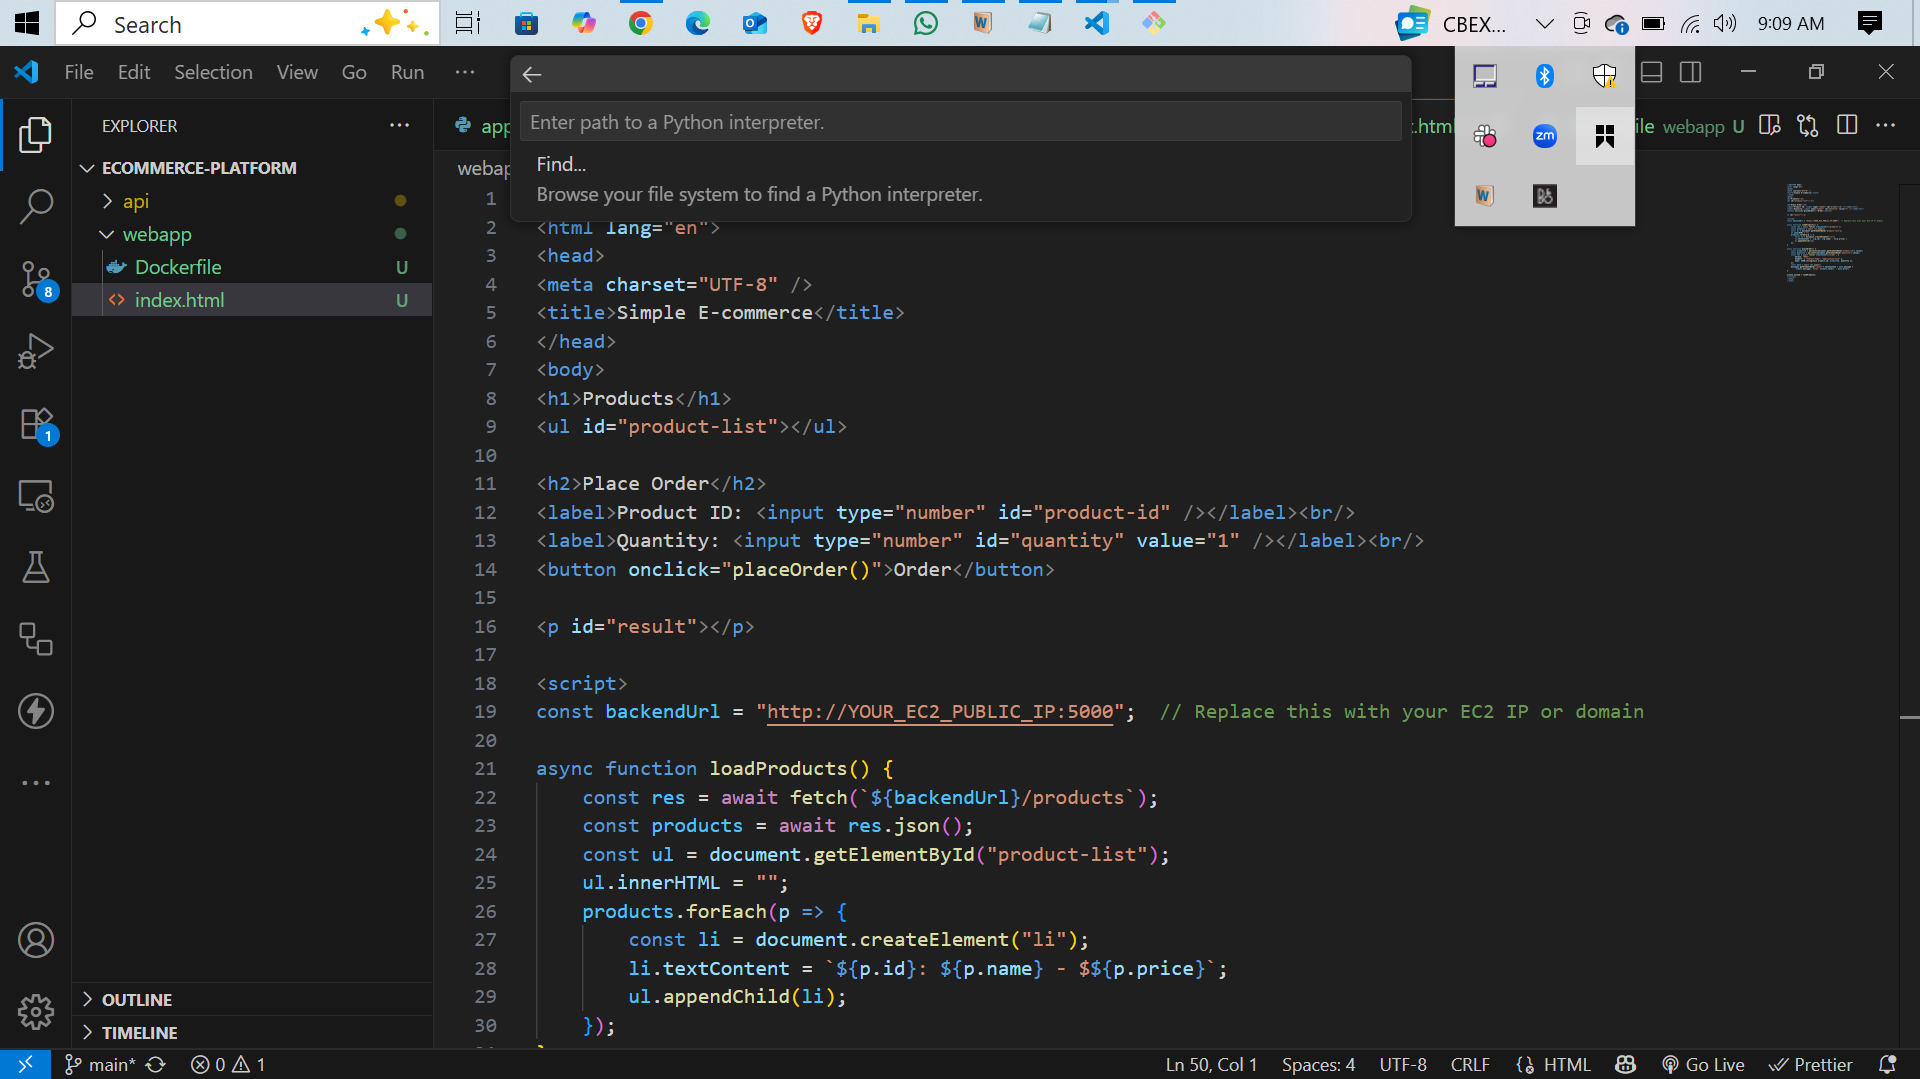 Search
CBEX...
9:09 AM
File Edit Selection View Go Run
Enter path to a Python interpreter.
Find...
Browse your file system to find a Python interpreter.
EXPLORER
ECOMMERCE-PLATFORM
api
webapp
Dockerfile U
index.html U
8
1
OUTLINE
TIMELINE
app
.html
ile webapp U
zm
webap
1
2 <html lang="en">
3 <head>
4 <meta charset="UTF-8" />
5 <title>Simple E-commerce</title>
6 </head>
7 <body>
8 <h1>Products</h1>
9 <ul id="product-list"></ul>
10
11 <h2>Place Order</h2>
12 <label>Product ID: <input type="number" id="product-id" /></label><br/>
13 <label>Quantity: <input type="number" id="quantity" value="1" /></label><br/>
14 <button onclick="placeOrder()">Order</button>
15
16 <p id="result"></p>
17
18 <script>
19 const backendUrl = "http://YOUR_EC2_PUBLIC_IP:5000";  // Replace this with your EC2 IP or domain
20
21 async function loadProducts() {
22 const res = await fetch(`${backendUrl}/products`);
23 const products = await res.json();
24 const ul = document.getElementById("product-list");
25 ul.innerHTML = "";
26 products.forEach(p => {
27 const li = document.createElement("li");
28 li.textContent = `${p.id}: ${p.name} - $${p.price}`;
29 ul.appendChild(li);
30 });
main* 0 1
Ln 50, Col 1 Spaces: 4 UTF-8 CRLF HTML Go Live Prettier